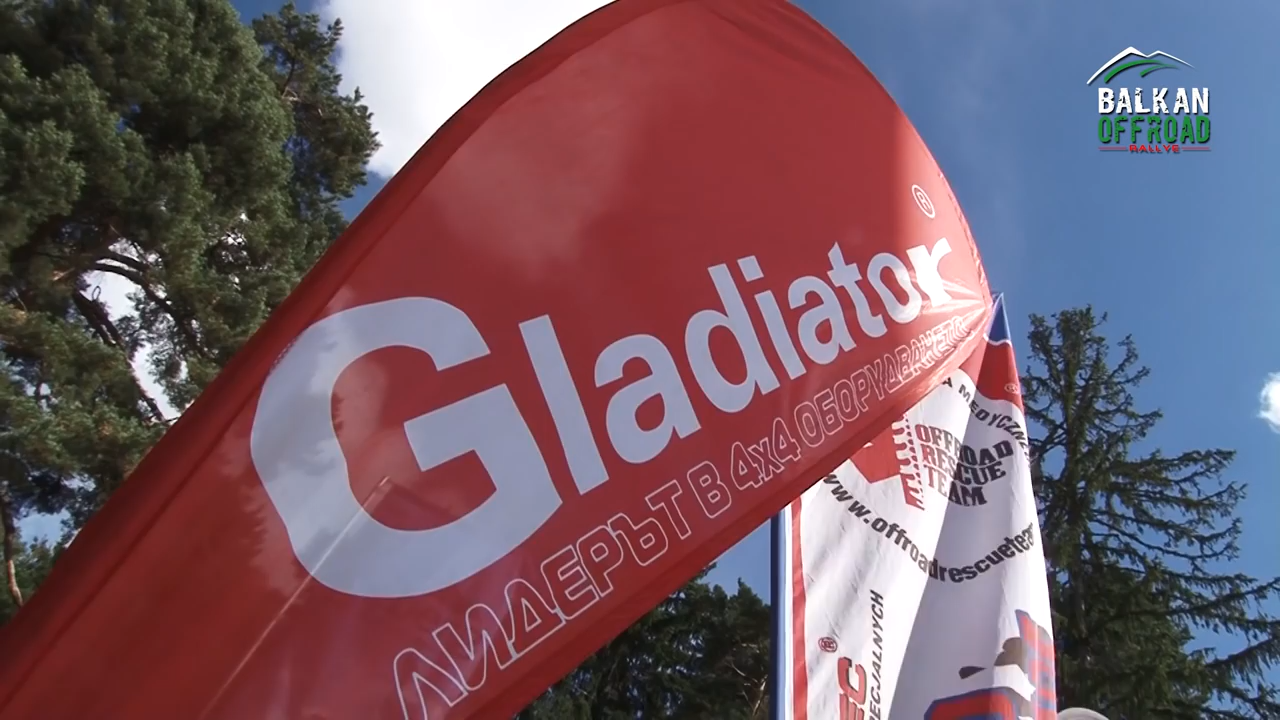 BALKAN
OFFROAD
RALLYE
Gladiator®
ЛИДЕРЪТ В 4x4 ОБОРУДВАНЕТО
OFFROAD
RESCUE
TEAM
www.offroadrescueteam
®